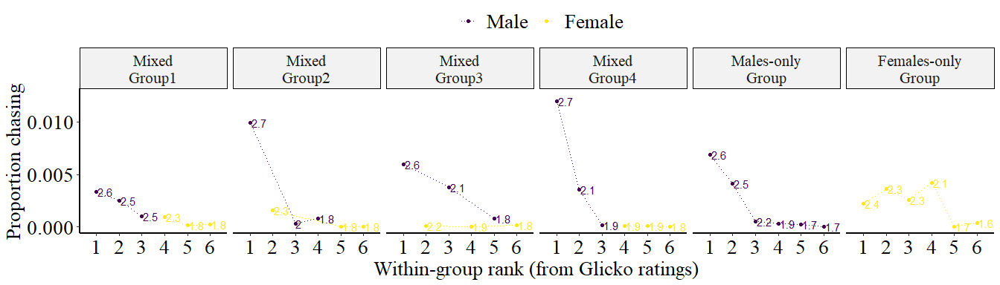 Male Female
Mixed Group1
Mixed Group2
Mixed Group3
Mixed Group4
Males-only Group
Females-only Group
Proportion chasing
0.010
0.005
0.000
2.6 2.5 2.5 2.3 1.8 1.8
2.7 2.3 2 1.8 1.8 1.8
2.6 2.2 2.1 1.9 1.8 1.8
2.7 2.1 1.9 1.9 1.9 1.8
2.6 2.5 2.2 1.9 1.7 1.7
2.4 2.3 2.3 2.1 1.7 1.6
1 2 3 4 5 6 1 2 3 4 5 6 1 2 3 4 5 6 1 2 3 4 5 6 1 2 3 4 5 6 1 2 3 4 5 6
Within-group rank (from Glicko ratings)